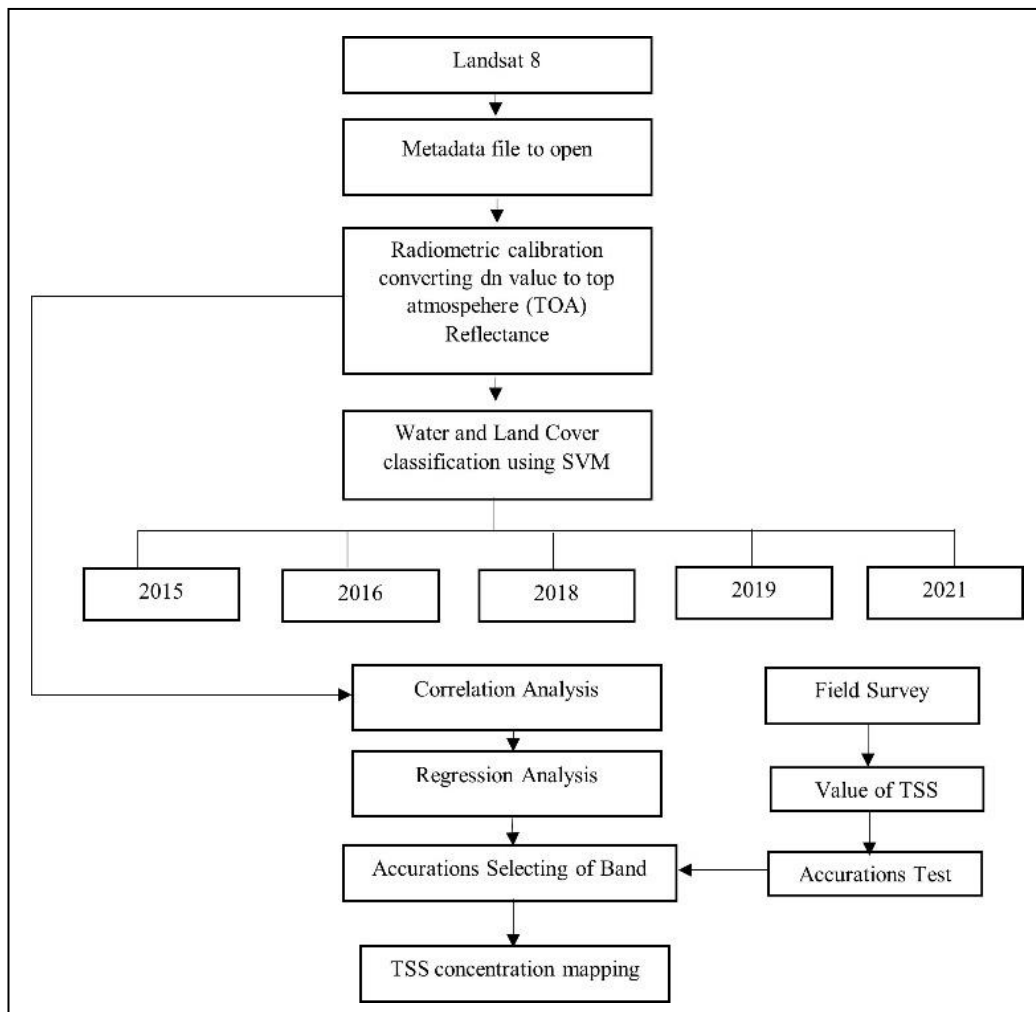 Landsat 8
Metadata file to open
Radiometric calibration
converting dn value to top
atmospehere (TOA)
Reflectance
Water and Land Cover
classification using SVM
2015
2016
2018
2019
2021
Correlation Analysis
Regression Analysis
Accurations Selecting of Band
TSS concentration mapping
Field Survey
Value of TSS
Accurations Test